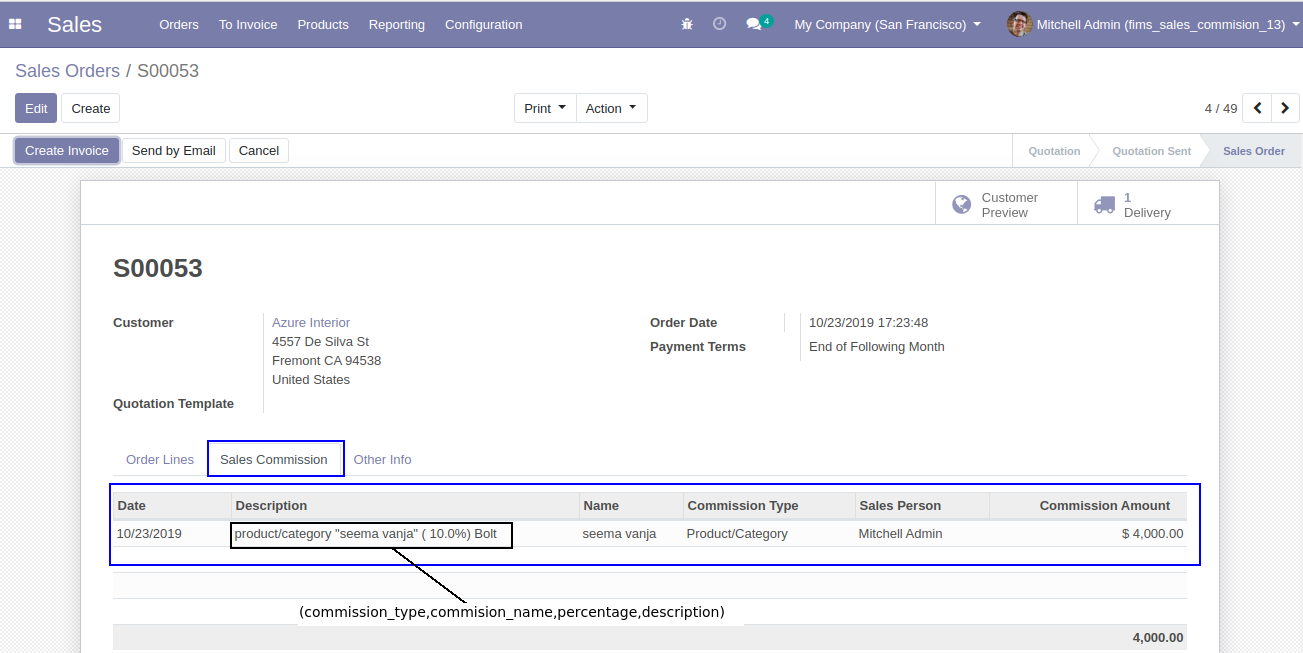 Sales Orders To Invoice Products Reporting Configuration 4 My Company (San Francisco) Mitchell Admin (fims_sales_commision_13)
Sales Orders / S00053
Edit Create Print Action 4 / 49
Create Invoice Send by Email Cancel Quotation Quotation Sent Sales Order
Customer Preview 1 Delivery
S00053
Customer Azure Interior Order Date 10/23/2019 17:23:48
4557 De Silva St Payment Terms End of Following Month
Fremont CA 94538
United States
Quotation Template
Order Lines Sales Commission Other Info
Date Description Name Commission Type Sales Person Commission Amount
10/23/2019 product/category "seema vanja" ( 10.0%) Bolt seema vanja Product/Category Mitchell Admin $ 4,000.00
(commission_type,commision_name,percentage,description)
4,000.00